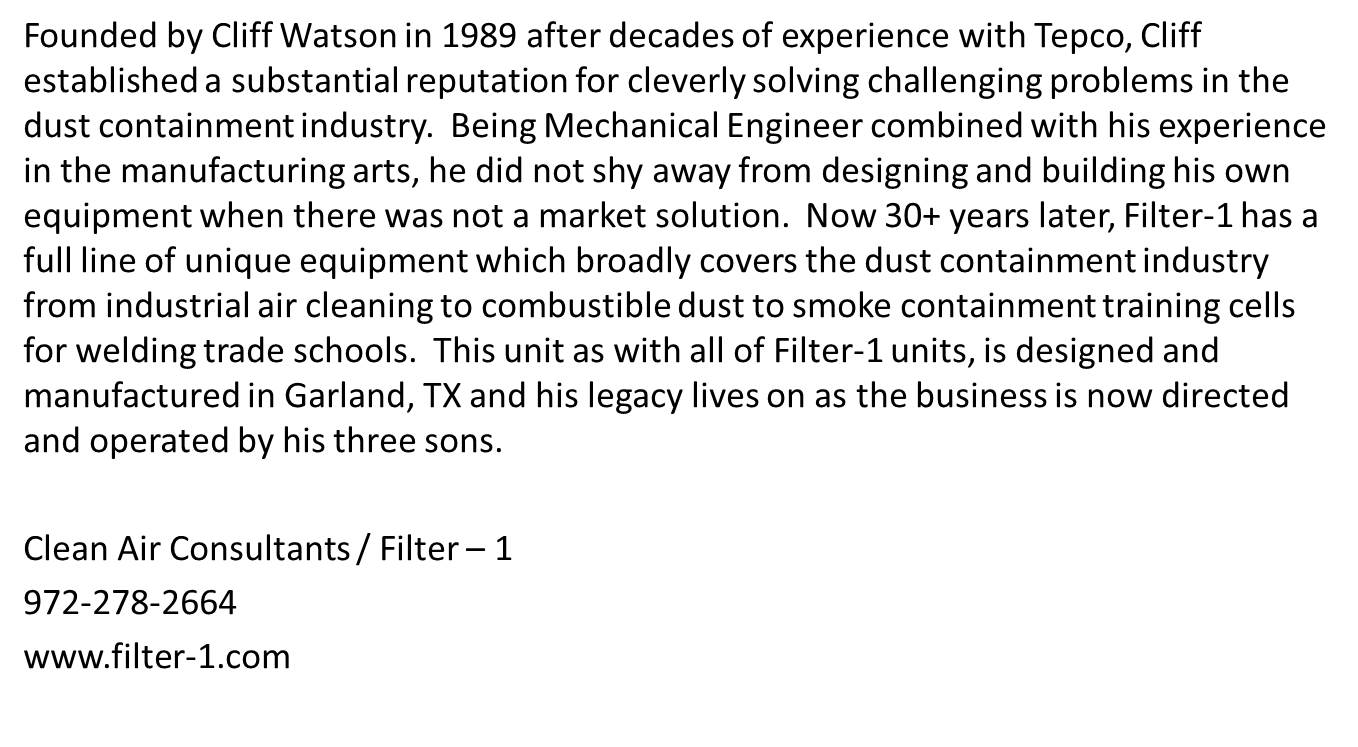 Founded by Cliff Watson in 1989 after decades of experience with Tepco, Cliff
established a substantial reputation for cleverly solving challenging problems in the
dust containment industry.  Being Mechanical Engineer combined with his experience
in the manufacturing arts, he did not shy away from designing and building his own
equipment when there was not a market solution.  Now 30+ years later, Filter-1 has a
full line of unique equipment which broadly covers the dust containment industry
from industrial air cleaning to combustible dust to smoke containment training cells
for welding trade schools.  This unit as with all of Filter-1 units, is designed and
manufactured in Garland, TX and his legacy lives on as the business is now directed
and operated by his three sons.
Clean Air Consultants / Filter – 1
972-278-2664
www.filter-1.com